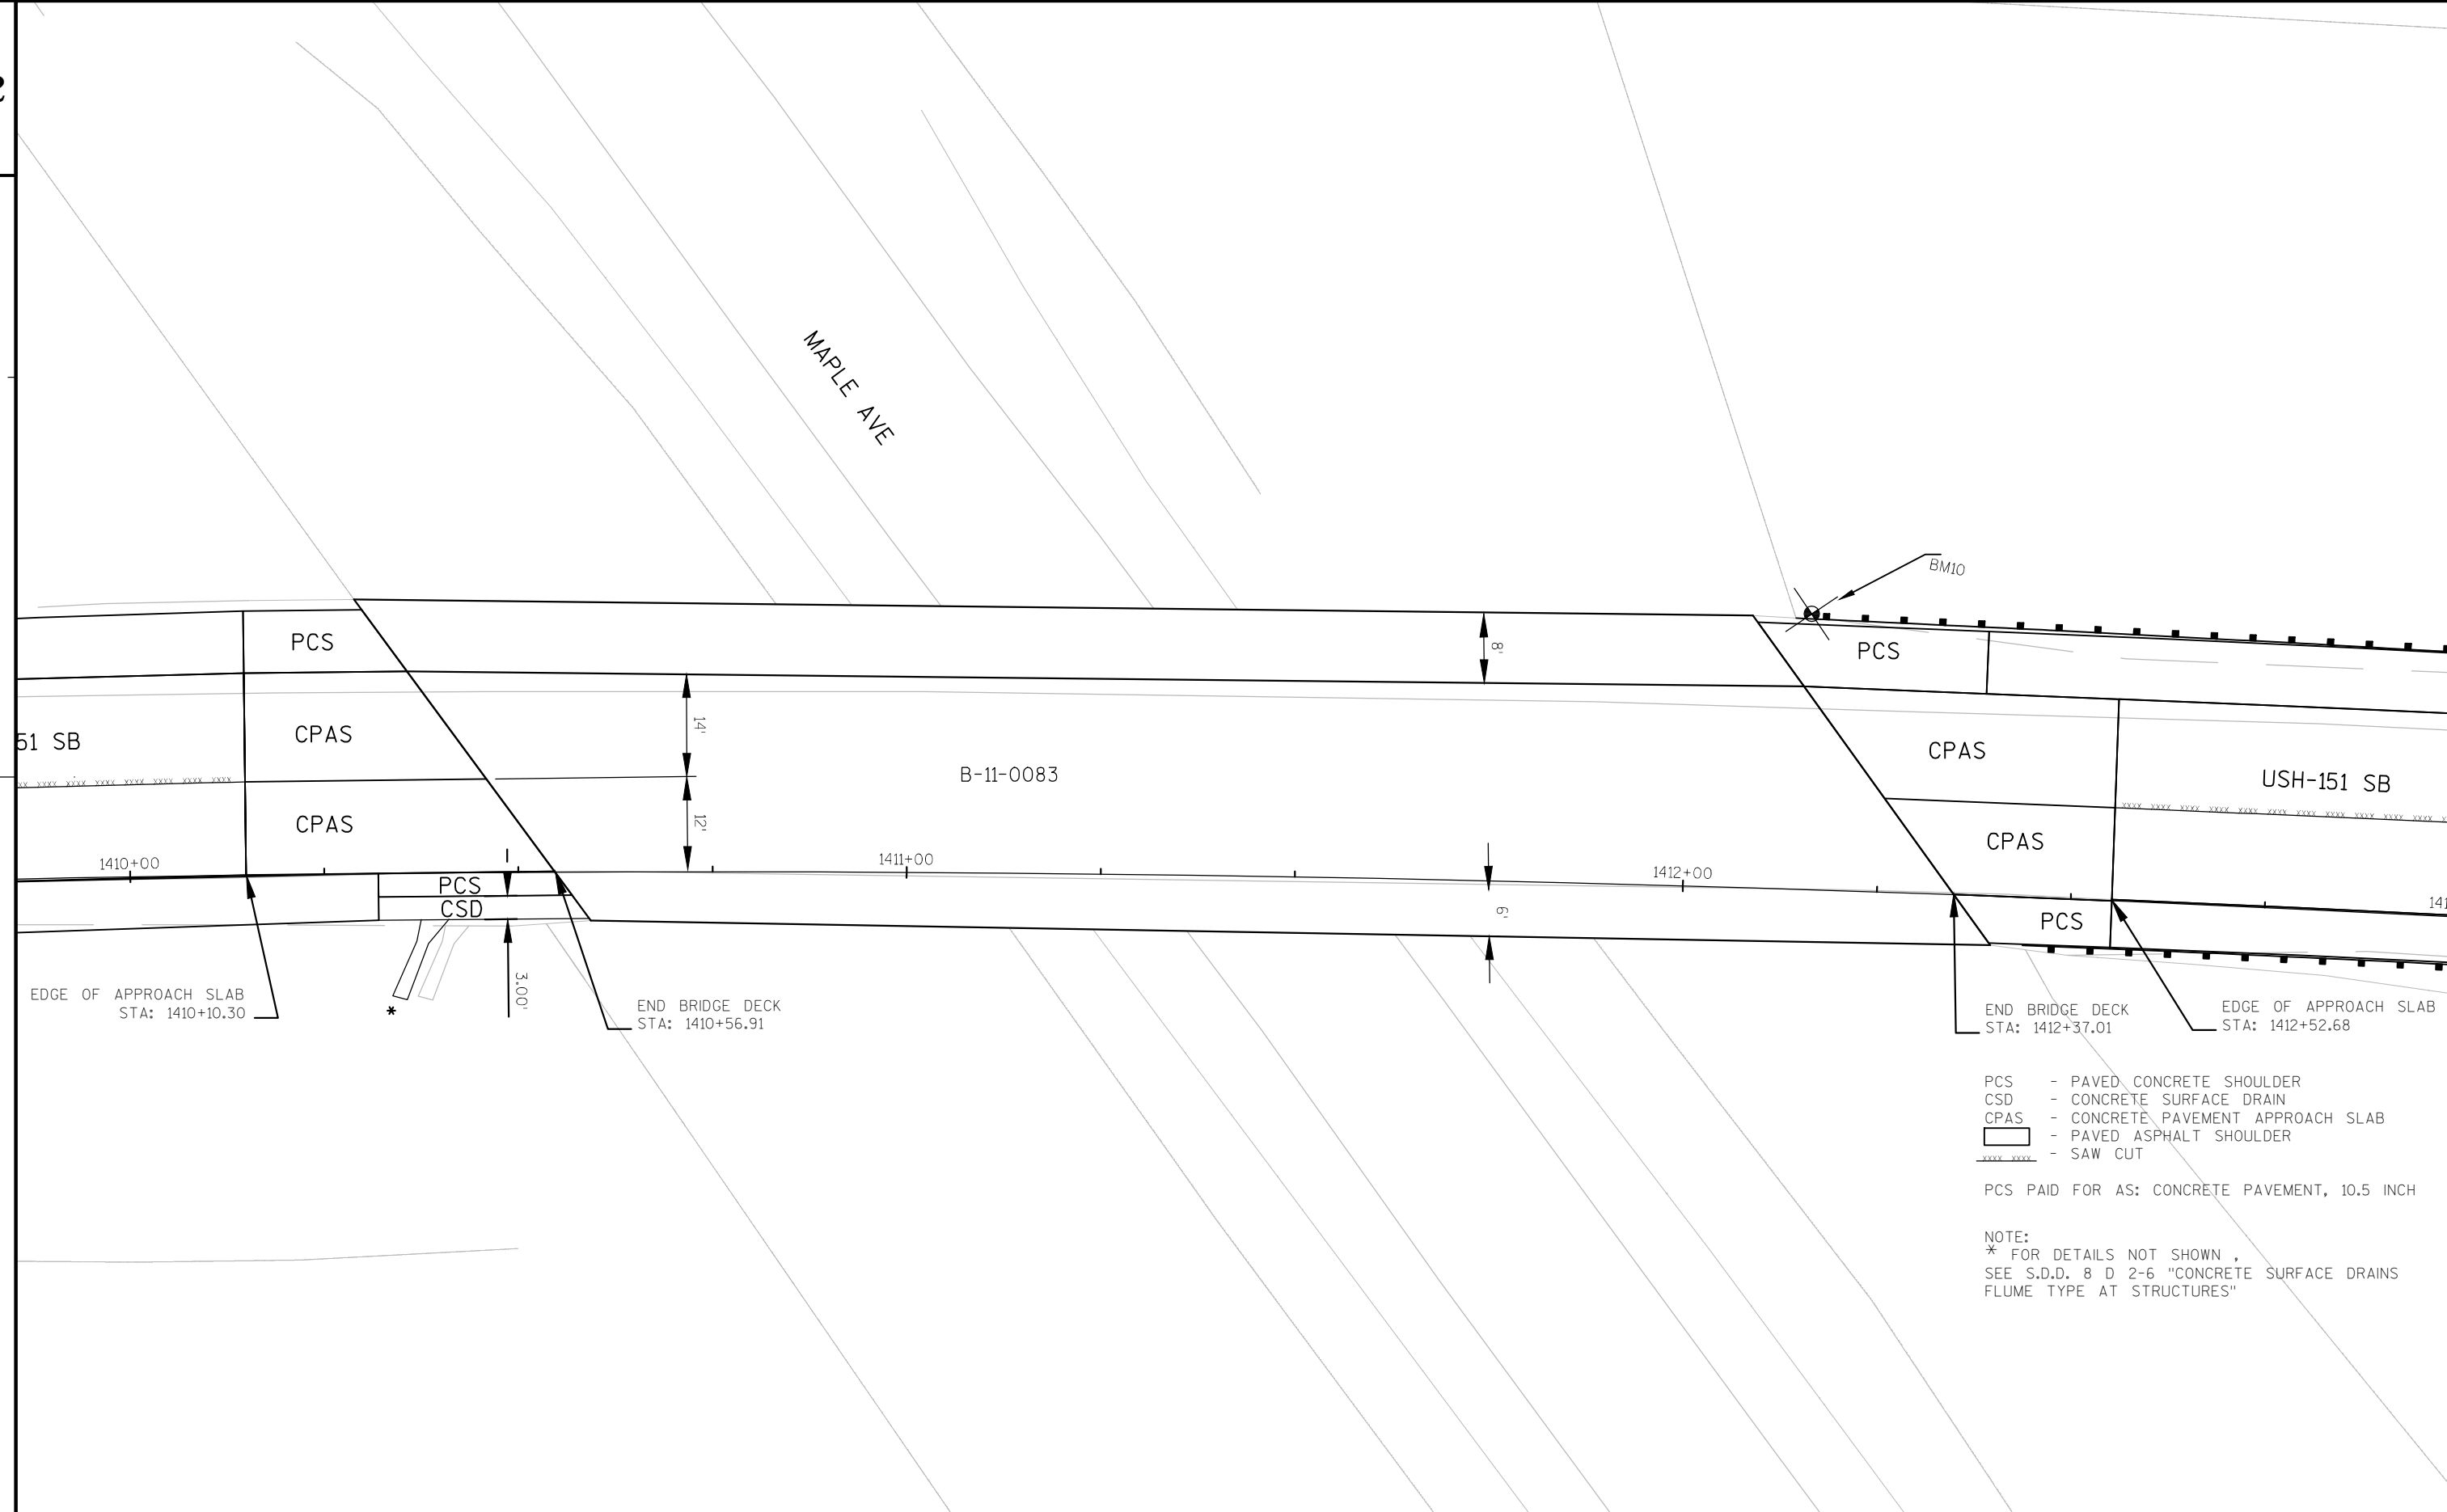 MAPLE AVE
BM10
PCS
8'
PCS
14'
CPAS
CPAS
51 SB
B-11-0083
USH-151 SB
CPAS
12'
CPAS
1410+00
1411+00
1412+00
PCS
CSD
6'
PCS
3.00'
*
EDGE OF APPROACH SLAB
STA: 1410+10.30
END BRIDGE DECK
STA: 1410+56.91
END BRIDGE DECK
STA: 1412+37.01
EDGE OF APPROACH SLAB
STA: 1412+52.68
PCS - PAVED CONCRETE SHOULDER
CSD - CONCRETE SURFACE DRAIN
CPAS - CONCRETE PAVEMENT APPROACH SLAB
- PAVED ASPHALT SHOULDER
XXXX XXXX - SAW CUT
PCS PAID FOR AS: CONCRETE PAVEMENT, 10.5 INCH
NOTE:
* FOR DETAILS NOT SHOWN ,
SEE S.D.D. 8 D 2-6 "CONCRETE SURFACE DRAINS
FLUME TYPE AT STRUCTURES"